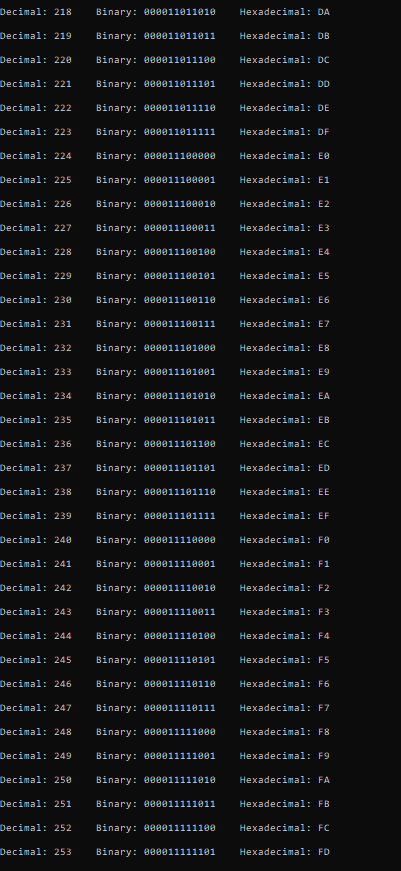 Decimal: 218    Binary: 000011011010    Hexadecimal: DA
Decimal: 219    Binary: 000011011011    Hexadecimal: DB
Decimal: 220    Binary: 000011011100    Hexadecimal: DC
Decimal: 221    Binary: 000011011101    Hexadecimal: DD
Decimal: 222    Binary: 000011011110    Hexadecimal: DE
Decimal: 223    Binary: 000011011111    Hexadecimal: DF
Decimal: 224    Binary: 000011100000    Hexadecimal: E0
Decimal: 225    Binary: 000011100001    Hexadecimal: E1
Decimal: 226    Binary: 000011100010    Hexadecimal: E2
Decimal: 227    Binary: 000011100011    Hexadecimal: E3
Decimal: 228    Binary: 000011100100    Hexadecimal: E4
Decimal: 229    Binary: 000011100101    Hexadecimal: E5
Decimal: 230    Binary: 000011100110    Hexadecimal: E6
Decimal: 231    Binary: 000011100111    Hexadecimal: E7
Decimal: 232    Binary: 000011101000    Hexadecimal: E8
Decimal: 233    Binary: 000011101001    Hexadecimal: E9
Decimal: 234    Binary: 000011101010    Hexadecimal: EA
Decimal: 235    Binary: 000011101011    Hexadecimal: EB
Decimal: 236    Binary: 000011101100    Hexadecimal: EC
Decimal: 237    Binary: 000011101101    Hexadecimal: ED
Decimal: 238    Binary: 000011101110    Hexadecimal: EE
Decimal: 239    Binary: 000011101111    Hexadecimal: EF
Decimal: 240    Binary: 000011110000    Hexadecimal: F0
Decimal: 241    Binary: 000011110001    Hexadecimal: F1
Decimal: 242    Binary: 000011110010    Hexadecimal: F2
Decimal: 243    Binary: 000011110011    Hexadecimal: F3
Decimal: 244    Binary: 000011110100    Hexadecimal: F4
Decimal: 245    Binary: 000011110101    Hexadecimal: F5
Decimal: 246    Binary: 000011110110    Hexadecimal: F6
Decimal: 247    Binary: 000011110111    Hexadecimal: F7
Decimal: 248    Binary: 000011111000    Hexadecimal: F8
Decimal: 249    Binary: 000011111001    Hexadecimal: F9
Decimal: 250    Binary: 000011111010    Hexadecimal: FA
Decimal: 251    Binary: 000011111011    Hexadecimal: FB
Decimal: 252    Binary: 000011111100    Hexadecimal: FC
Decimal: 253    Binary: 000011111101    Hexadecimal: FD